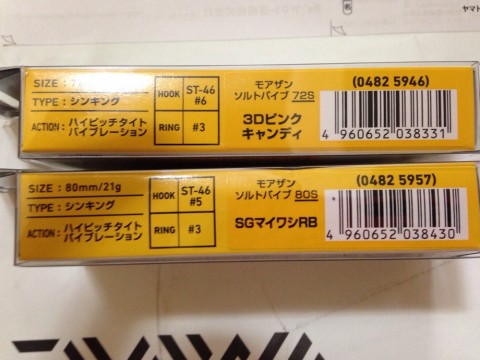 SIZE : 7
TYPE : シンキング
ACTION : ハイピッチタイト
バイブレーション
HOOK
ST-46
#6
RING
#3
モアザン
ソルトバイブ 72S
3Dピンク
キャンディ
(0482 5946)
4 960652 038331
SIZE : 80mm/21g
TYPE : シンキング
ACTION : ハイピッチタイト
バイブレーション
HOOK
ST-46
#5
RING
#3
モアザン
ソルトバイブ 80S
SGマイワシRB
(0482 5957)
4 960652 038430
DAIWA